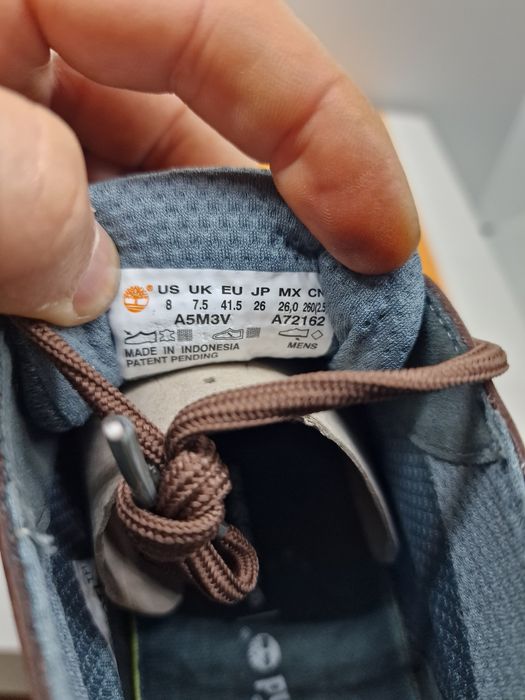 ® US UK EU JP MX CN
8 7.5 41.5 26 26,0 260(2.5
A5M3V A72162
MENS
MADE IN INDONESIA
PATENT PENDING